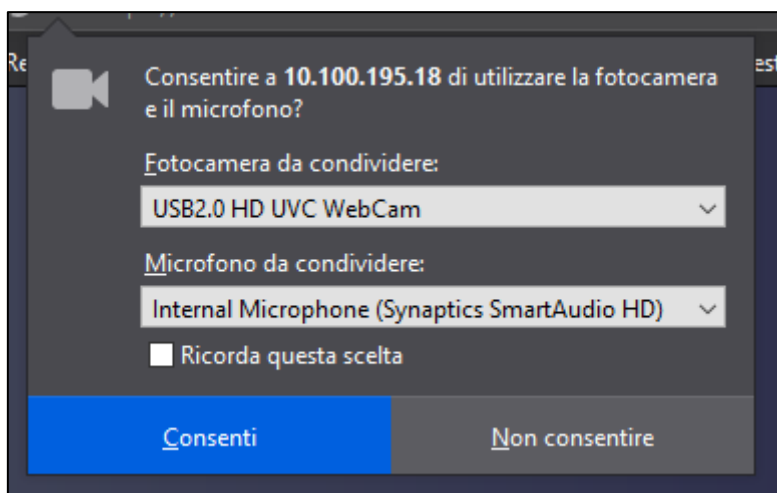 Consentire a 10.100.195.18 di utilizzare la fotocamera
e il microfono?
Fotocamera da condividere:
USB2.0 HD UVC WebCam
Microfono da condividere:
Internal Microphone (Synaptics SmartAudio HD)
Ricorda questa scelta
Consenti
Non consentire